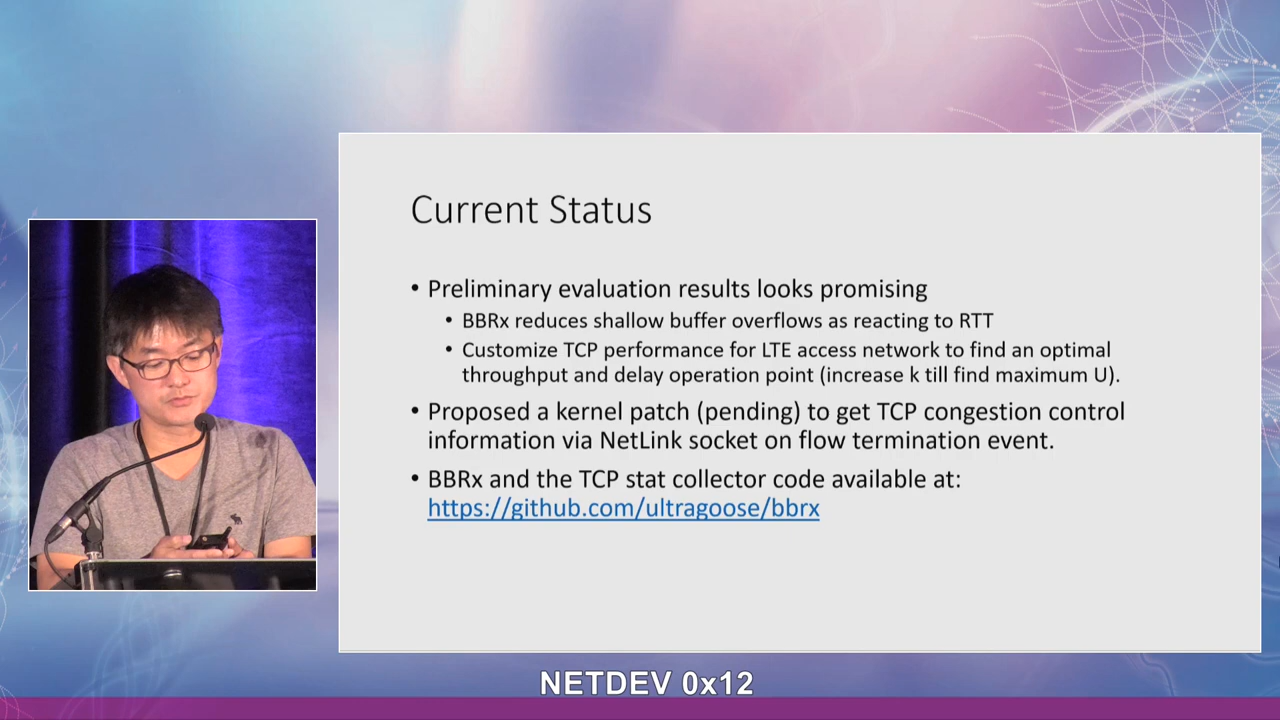 Current Status
• Preliminary evaluation results looks promising
• BBRx reduces shallow buffer overflows as reacting to RTT
• Customize TCP performance for LTE access network to find an optimal
throughput and delay operation point (increase k till find maximum U).
• Proposed a kernel patch (pending) to get TCP congestion control
information via NetLink socket on flow termination event.
• BBRx and the TCP stat collector code available at:
https://github.com/ultragoose/bbrx
NETDEV 0x12